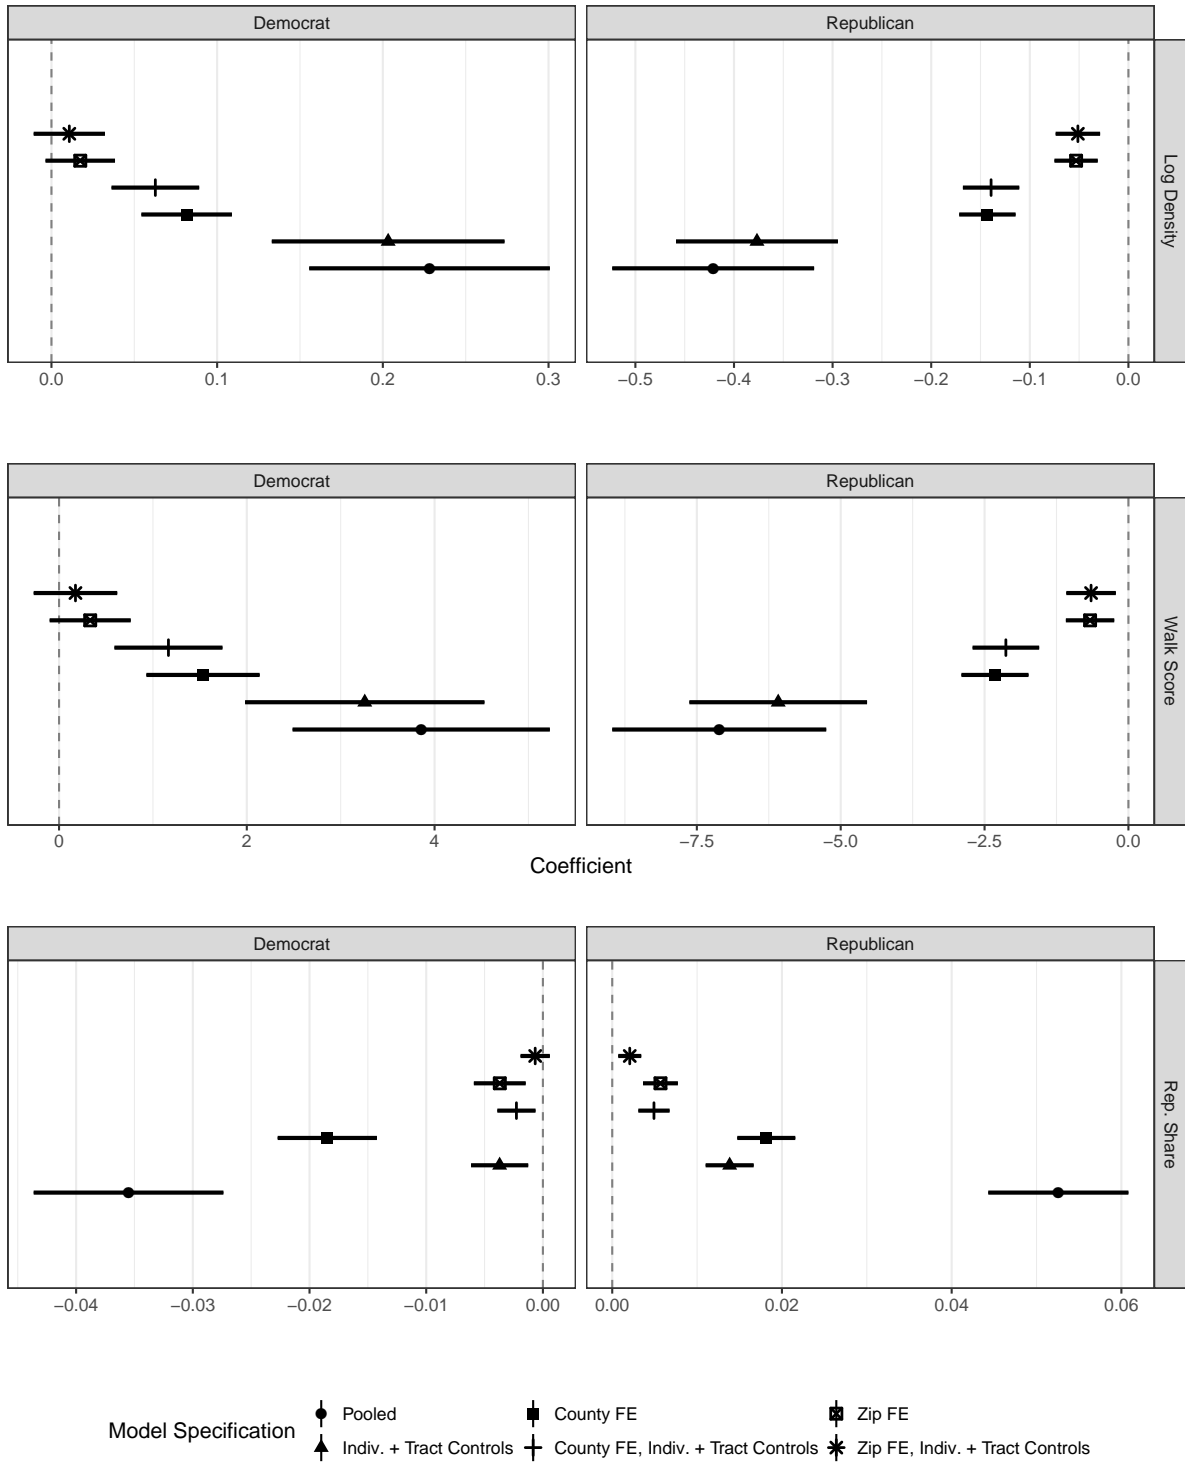 Democrat
Republican
Log Density
0.0
0.1
0.2
0.3
−0.5
−0.4
−0.3
−0.2
−0.1
0.0
Democrat
Republican
Walk Score
0
2
4
−7.5
−5.0
−2.5
0.0
Coefficient
Democrat
Republican
Rep. Share
−0.04
−0.03
−0.02
−0.01
0.00
0.00
0.02
0.04
0.06
Model Specification
Pooled
County FE
Zip FE
Indiv. + Tract Controls
County FE, Indiv. + Tract Controls
Zip FE, Indiv. + Tract Controls